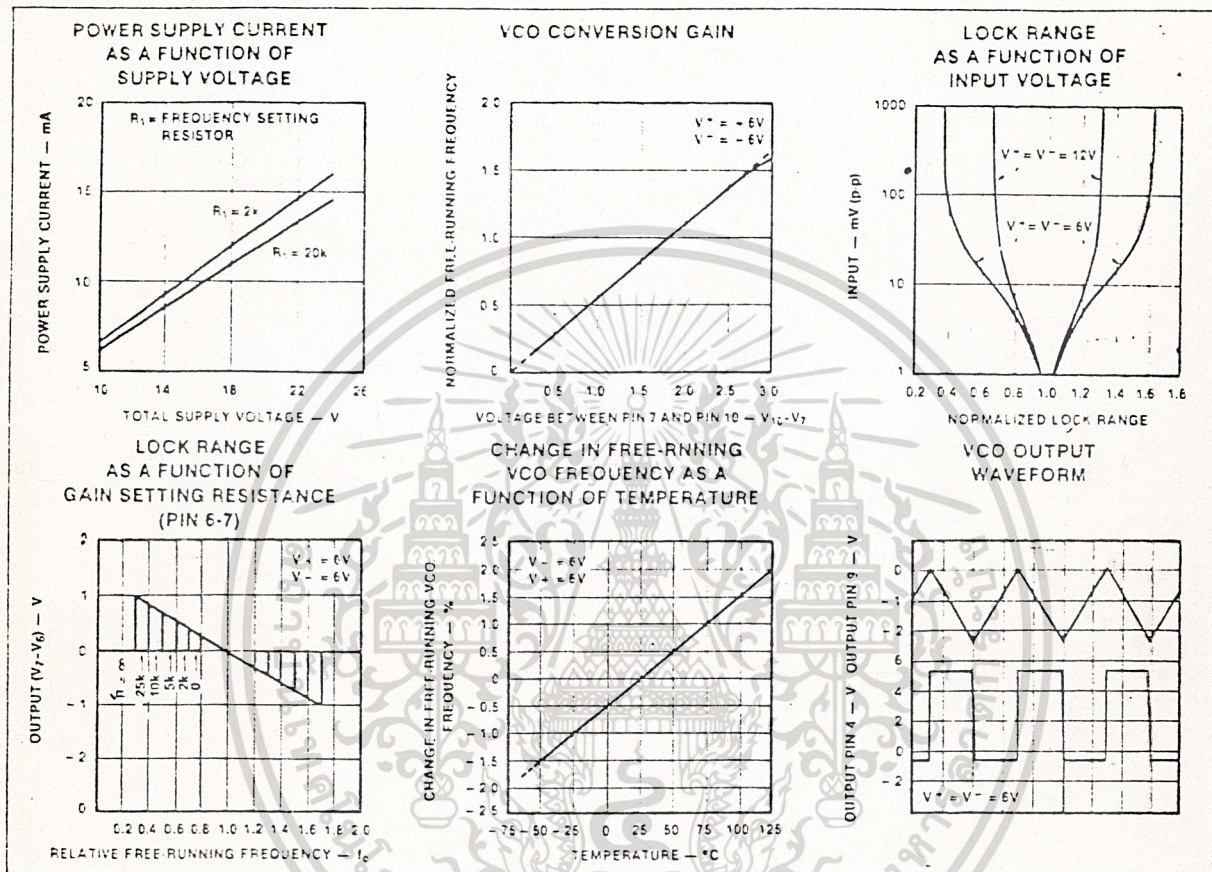 POWER SUPPLY CURRENT
AS A FUNCTION OF
SUPPLY VOLTAGE
POWER SUPPLY CURRENT — mA
20
15
10
5
R1 = FREQUENCY SETTING
RESISTOR
R1 = 2k
R1 = 20k
10 14 18 22 26
TOTAL SUPPLY VOLTAGE — V
VCO CONVERSION GAIN
NORMALIZED FREE-RUNNING FREQUENCY
2.0
1.5
1.0
0.5
0
V+ = +6V
V- = -6V
0.5 1.0 1.5 2.0 2.5 3.0
VOLTAGE BETWEEN PIN 7 AND PIN 10 — V10-V7
LOCK RANGE
AS A FUNCTION OF
INPUT VOLTAGE
INPUT — mV (p-p)
1000
100
10
1
V+ = V- = 12V
V+ = V- = 6V
0.2 0.4 0.6 0.8 1.0 1.2 1.4 1.6 1.8
NORMALIZED LOCK RANGE
LOCK RANGE
AS A FUNCTION OF
GAIN SETTING RESISTANCE
(PIN 6-7)
OUTPUT (V7-V6) — V
2
1
0
-1
-2
0
V+ = 6V
V- = 6V
25k
10k
5k
2k
0
0.2 0.4 0.6 0.8 1.0 1.2 1.4 1.6 1.8 2.0
RELATIVE FREE-RUNNING FREQUENCY —
CHANGE IN FREE-RNNING
VCO FREQUENCY AS A
FUNCTION OF TEMPERATURE
CHANGE IN FREE-RUNNING VCO.
FREQUENCY — %
2.5
2.0
1.5
1.0
0.5
0
-0.5
-1.0
-1.5
-2.0
-2.5
V- = 6V
V+ = 6V
-75 -50 -25 0 25 50 75 100 125
TEMPERATURE — °C
VCO OUTPUT
WAVEFORM
OUTPUT PIN 4 — V OUTPUT PIN 9 — V
0
-1
-2
6
4
2
0
-2
V+ = V- = 6V